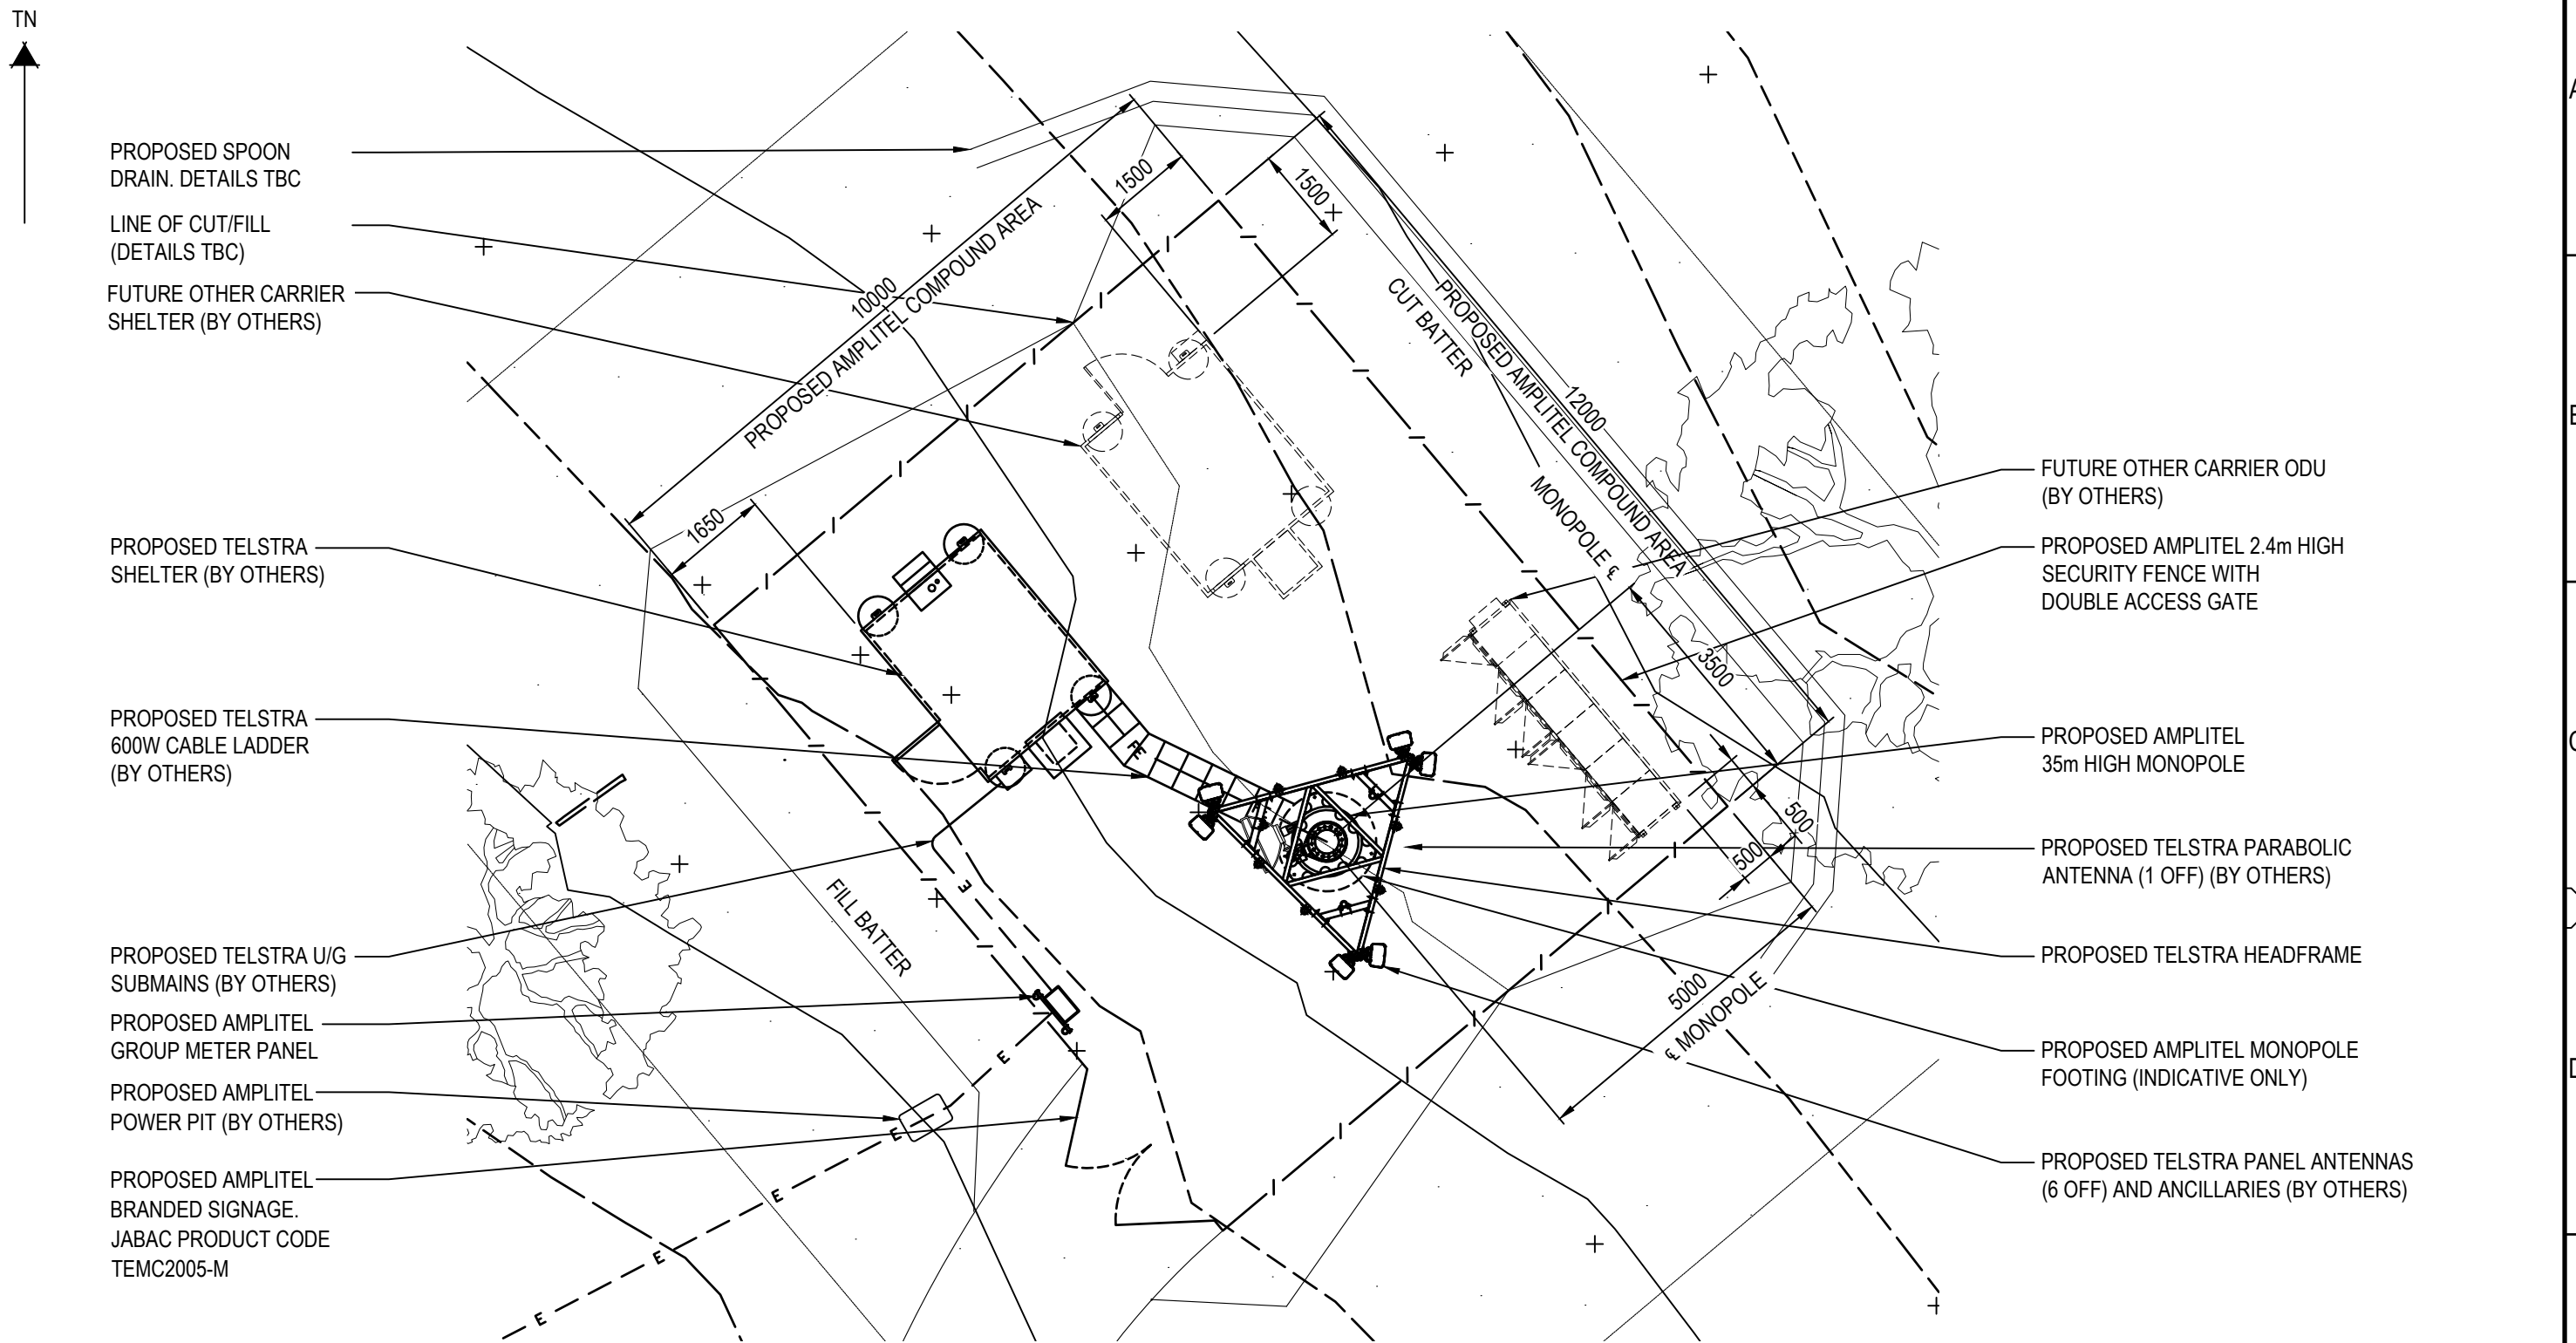 TN
PROPOSED SPOON
DRAIN. DETAILS TBC
LINE OF CUT/FILL
(DETAILS TBC)
FUTURE OTHER CARRIER
SHELTER (BY OTHERS)
PROPOSED TELSTRA
SHELTER (BY OTHERS)
PROPOSED TELSTRA
600W CABLE LADDER
(BY OTHERS)
PROPOSED TELSTRA U/G
SUBMAINS (BY OTHERS)
PROPOSED AMPLITEL
GROUP METER PANEL
PROPOSED AMPLITEL
POWER PIT (BY OTHERS)
PROPOSED AMPLITEL
BRANDED SIGNAGE.
JABAC PRODUCT CODE
TEMC2005-M
10000
PROPOSED AMPLITEL COMPOUND AREA
1500
1500
1650
CUT BATTER
12000
PROPOSED AMPLITEL COMPOUND AREA
MONOPOLE ℄
3500
500
500
5000
℄ MONOPOLE
FILL BATTER
PE
E
E
E
E
E
E
FUTURE OTHER CARRIER ODU
(BY OTHERS)
PROPOSED AMPLITEL 2.4m HIGH
SECURITY FENCE WITH
DOUBLE ACCESS GATE
PROPOSED AMPLITEL
35m HIGH MONOPOLE
PROPOSED TELSTRA PARABOLIC
ANTENNA (1 OFF) (BY OTHERS)
PROPOSED TELSTRA HEADFRAME
PROPOSED AMPLITEL MONOPOLE
FOOTING (INDICATIVE ONLY)
PROPOSED TELSTRA PANEL ANTENNAS
(6 OFF) AND ANCILLARIES (BY OTHERS)